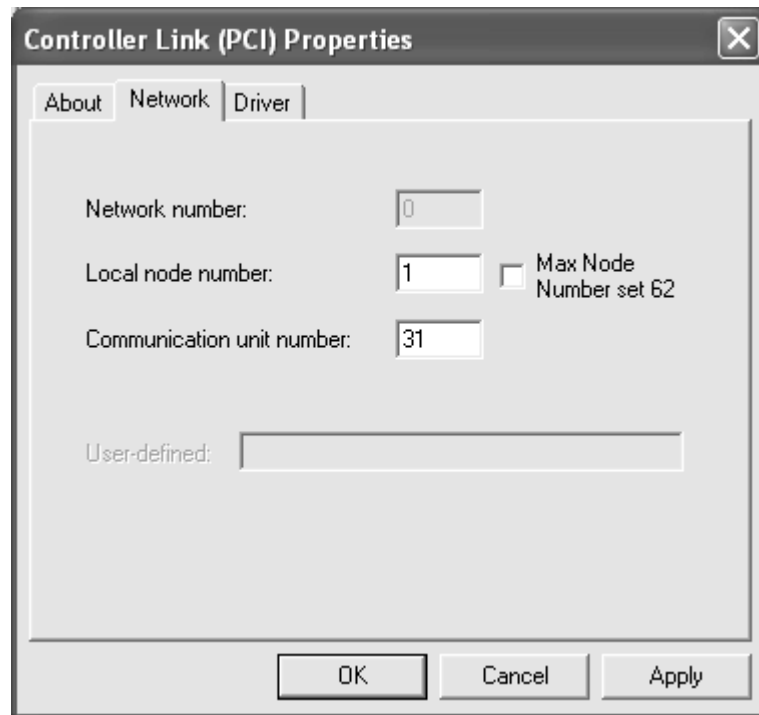 Controller Link (PCI) Properties
About Network Driver
Network number: 0
Local node number: 1 Max Node
Number set 62
Communication unit number: 31
User-defined:
OK Cancel Apply